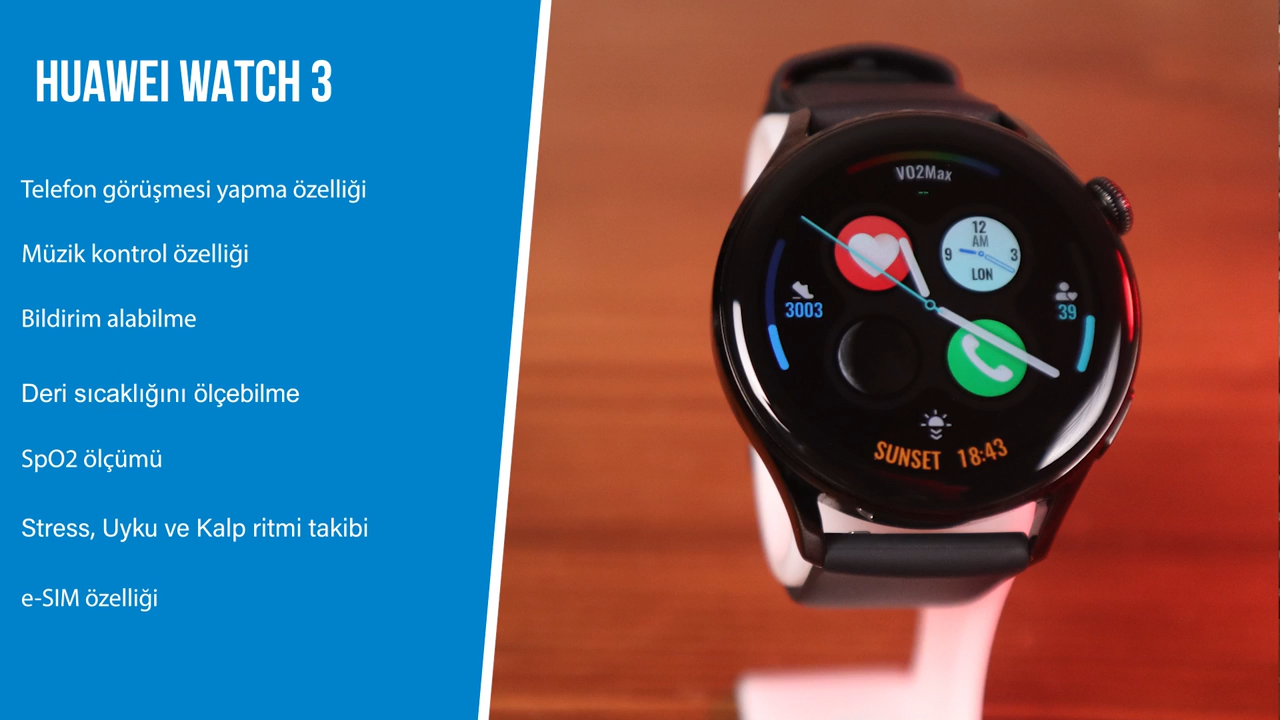 HUAWEI WATCH 3
Telefon görüşmesi yapma özelliği
Müzik kontrol özelliği
Bildirim alabilme
Deri sıcaklığını ölçebilme
SpO2 ölçümü
Stress, Uyku ve Kalp ritmi takibi
e-SIM özelliği
VO2Max
--
12
AM
9
3
LON
3003
39
SUNSET 18:43